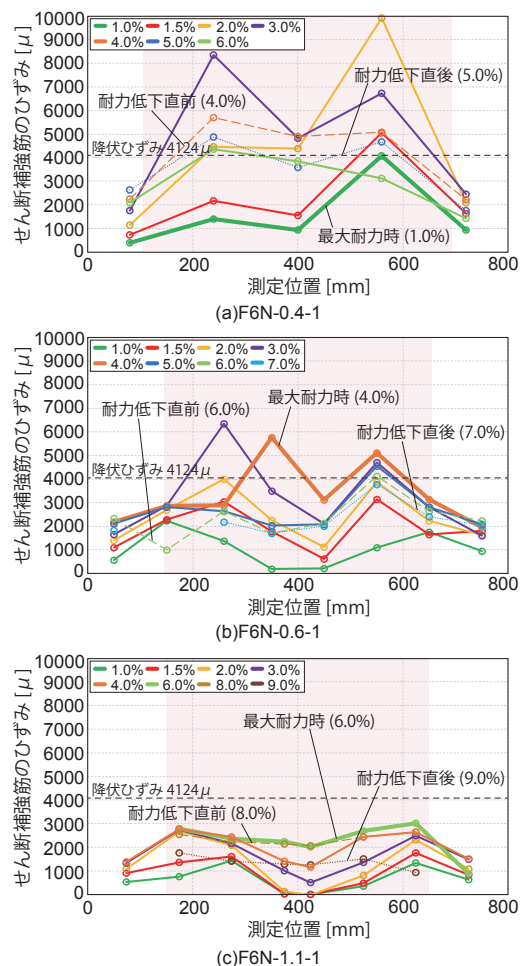 せん断補強筋のひずみ [μ]
10000
9000
8000
7000
6000
5000
4000
3000
2000
1000
0
1.0% 1.5% 2.0% 3.0%
4.0% 5.0% 6.0%
耐力低下直前 (4.0%)
耐力低下直後 (5.0%)
降伏ひずみ 4124μ
最大耐力時 (1.0%)
0 200 400 600 800
測定位置 [mm]
(a)F6N-0.4-1
せん断補強筋のひずみ [μ]
10000
9000
8000
7000
6000
5000
4000
3000
2000
1000
0
1.0% 1.5% 2.0% 3.0%
4.0% 5.0% 6.0% 7.0%
耐力低下直前 (6.0%)
最大耐力時 (4.0%)
耐力低下直後 (7.0%)
降伏ひずみ 4124μ
0 200 400 600 800
測定位置 [mm]
(b)F6N-0.6-1
せん断補強筋のひずみ [μ]
10000
9000
8000
7000
6000
5000
4000
3000
2000
1000
0
1.0% 1.5% 2.0% 3.0%
4.0% 6.0% 8.0% 9.0%
最大耐力時 (6.0%)
耐力低下直後 (9.0%)
降伏ひずみ 4124μ
耐力低下直前 (8.0%)
0 200 400 600 800
測定位置 [mm]
(c)F6N-1.1-1